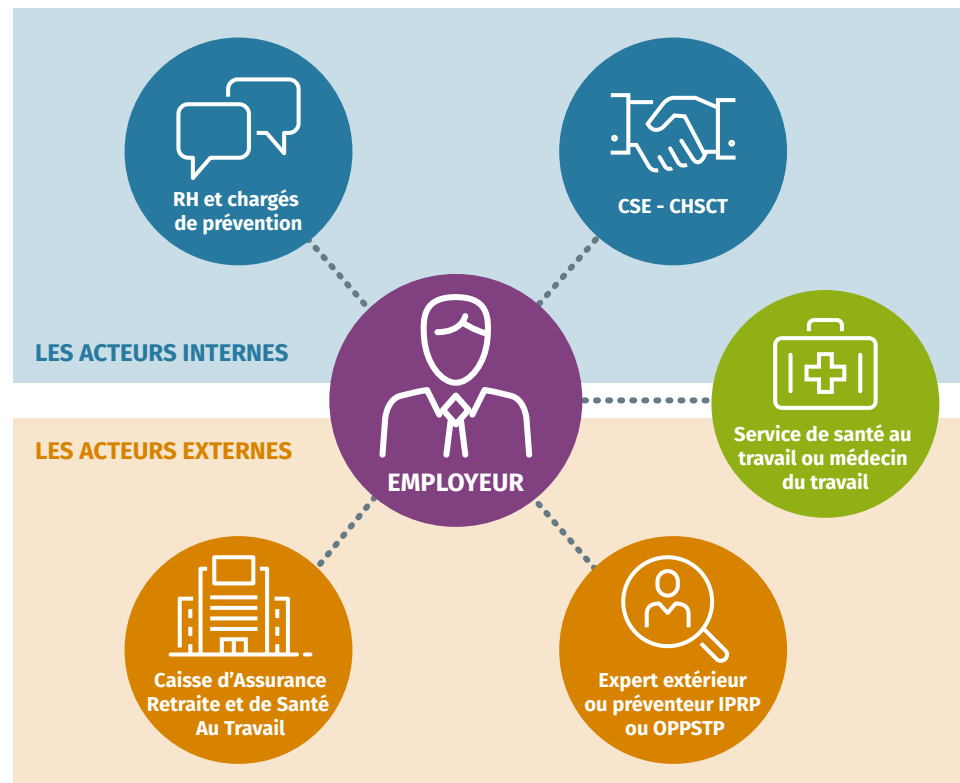 RH et chargés
de prévention
CSE - CHSCT
LES ACTEURS INTERNES
Service de santé au
travail ou médecin
du travail
LES ACTEURS EXTERNES
EMPLOYEUR
Caisse d’Assurance
Retraite et de Santé
Au Travail
Expert extérieur
ou préventeur IPRP
ou OPPSTP